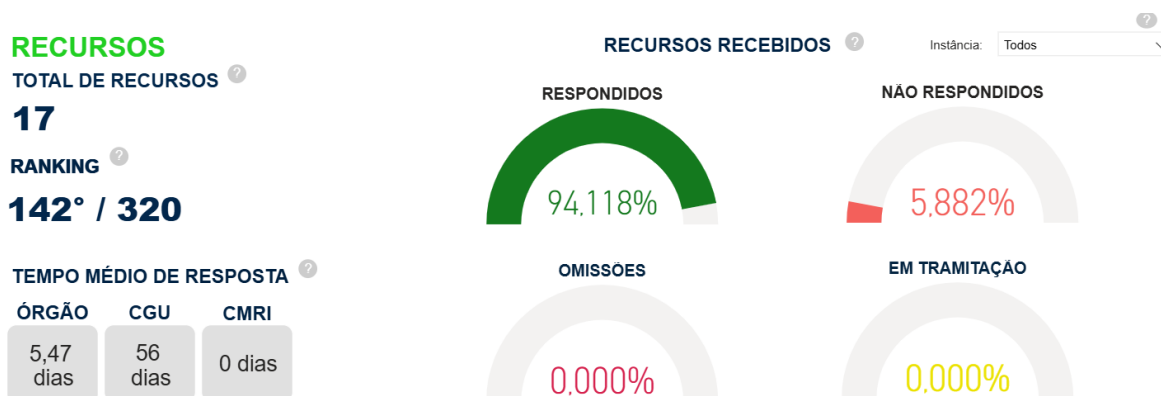 RECURSOS
TOTAL DE RECURSOS ?
17
RANKING ?
142° / 320
TEMPO MÉDIO DE RESPOSTA ?
ÓRGÃO CGU CMRI
5,47 dias
56 dias
0 dias
?
RECURSOS RECEBIDOS ?
Instância: Todos
RESPONDIDOS
94,118%
NÃO RESPONDIDOS
5,882%
OMISSÕES
0,000%
EM TRAMITAÇÃO
0,000%